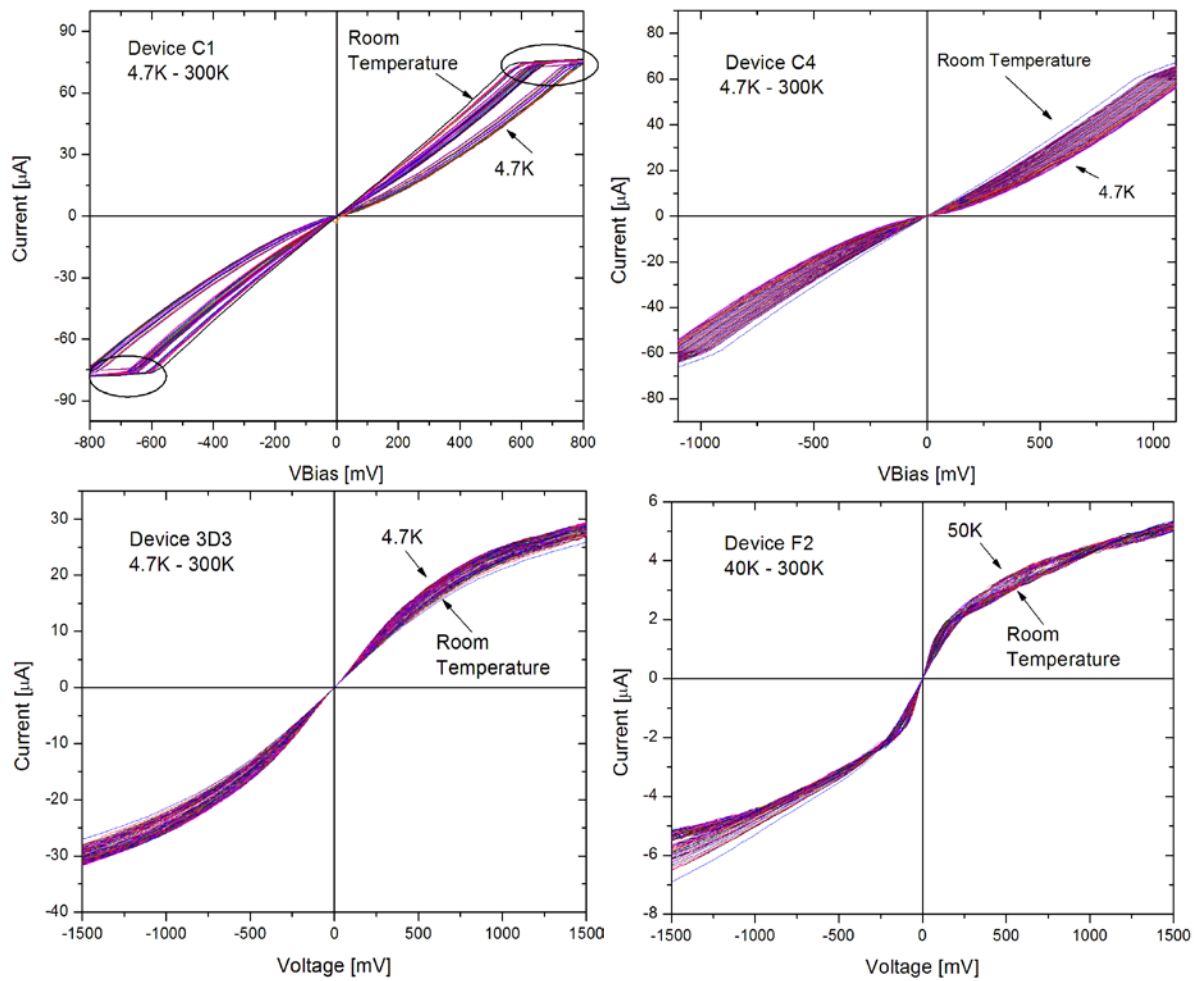 Device C1
4.7K - 300K
Room
Temperature
4.7K
90
60
30
0
-30
-60
-90
-800
-600
-400
-200
0
200
400
600
800
Current [μA]
VBias [mV]
Device C4
4.7K - 300K
Room Temperature
4.7K
80
60
40
20
0
-20
-40
-60
-80
-1000
-500
0
500
1000
Current [μA]
VBias [mV]
Device 3D3
4.7K - 300K
4.7K
Room
Temperature
30
20
10
0
-10
-20
-30
-40
-1500
-1000
-500
0
500
1000
1500
Current [μA]
Voltage [mV]
Device F2
40K - 300K
50K
Room
Temperature
6
4
2
0
-2
-4
-6
-8
-1500
-1000
-500
0
500
1000
1500
Current [μA]
Voltage [mV]